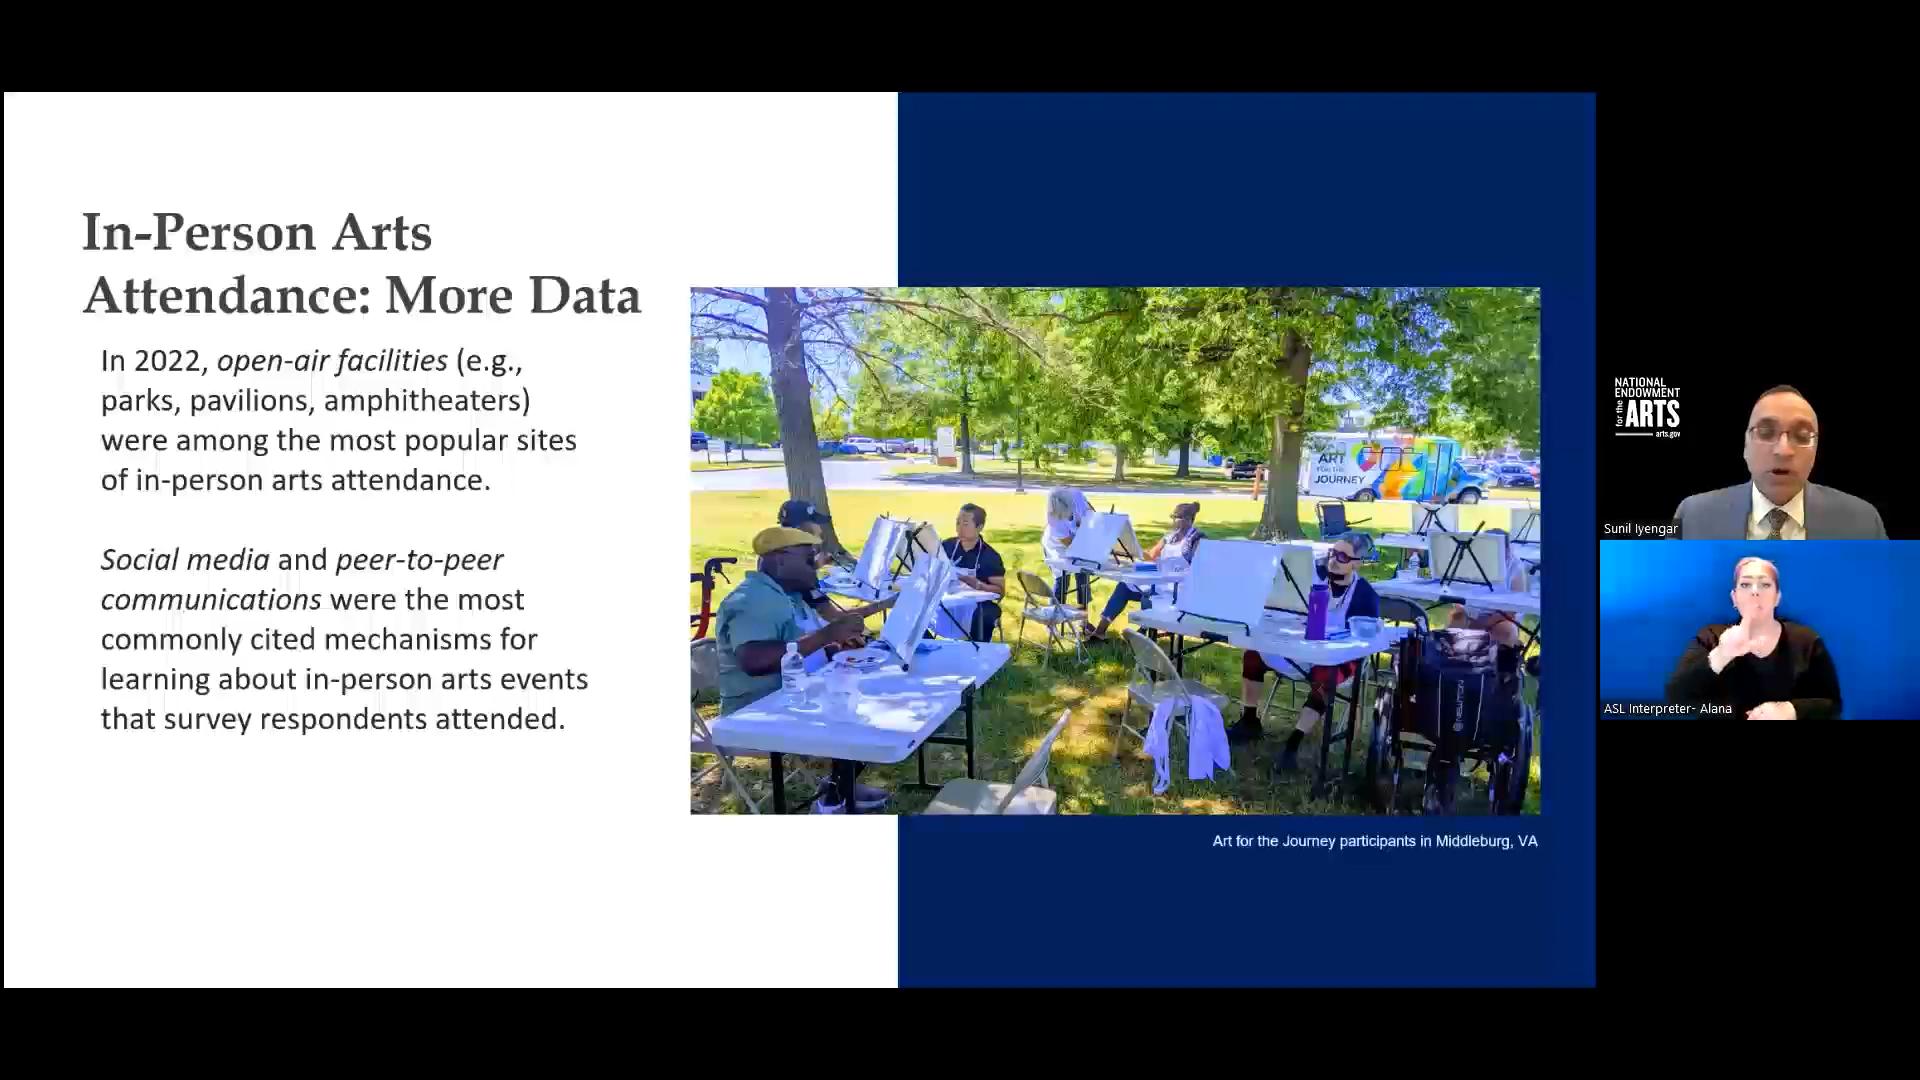 In-Person Arts
Attendance: More Data
In 2022, open-air facilities (e.g.,
parks, pavilions, amphitheaters)
were among the most popular sites
of in-person arts attendance.
Social media and peer-to-peer
communications were the most
commonly cited mechanisms for
learning about in-person arts events
that survey respondents attended.
ART
FOR THE
JOURNEY
Art for the Journey participants in Middleburg, VA
NATIONAL
ENDOWMENT
for the ARTS
arts.gov
Sunil Iyengar
ASL Interpreter- Alana